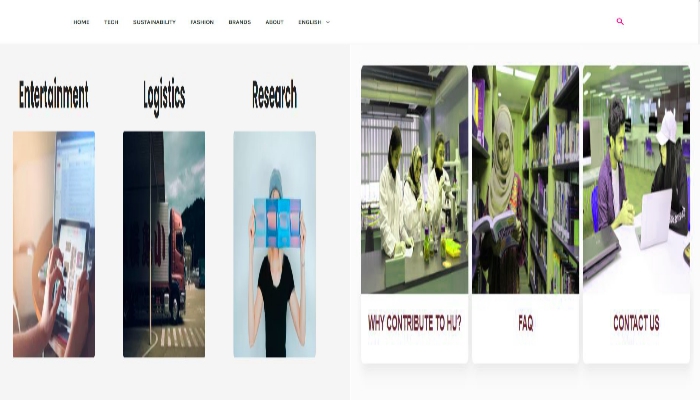 HOME TECH SUSTAINABILITY FASHION BRANDS ABOUT ENGLISH
Entertainment Logistics Research
WHY CONTRIBUTE TO HU? FAQ CONTACT US